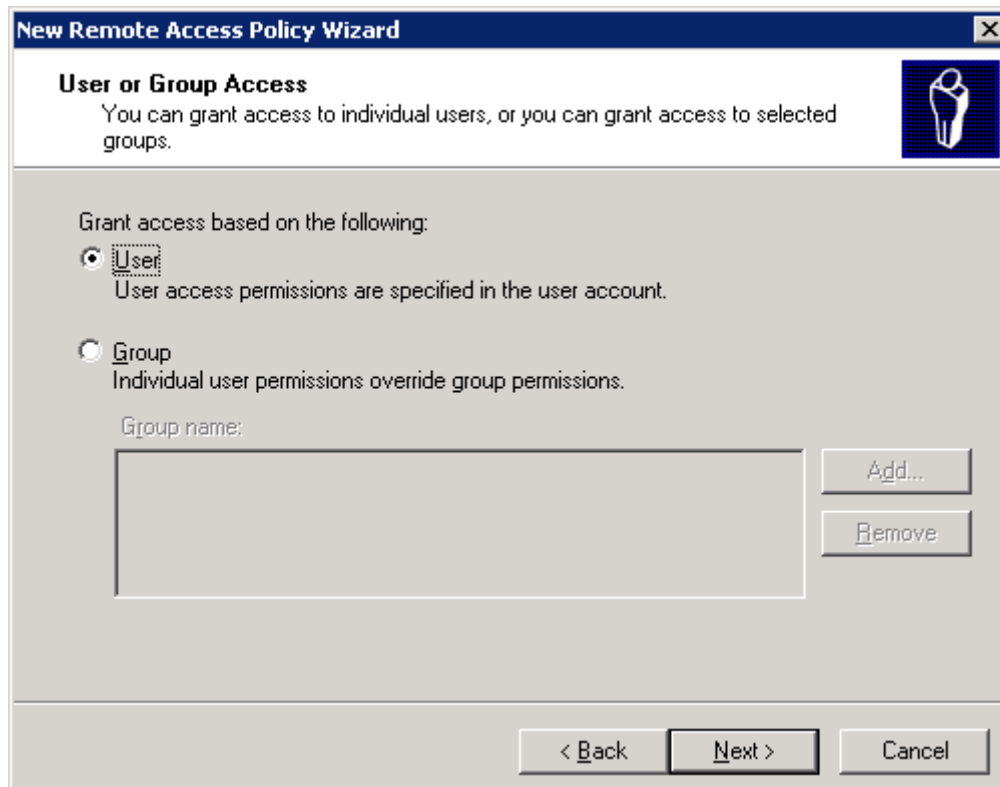 New Remote Access Policy Wizard
User or Group Access
You can grant access to individual users, or you can grant access to selected
groups.
Grant access based on the following:
User
User access permissions are specified in the user account.
Group
Individual user permissions override group permissions.
Group name:
Add...
Remove
< Back
Next >
Cancel